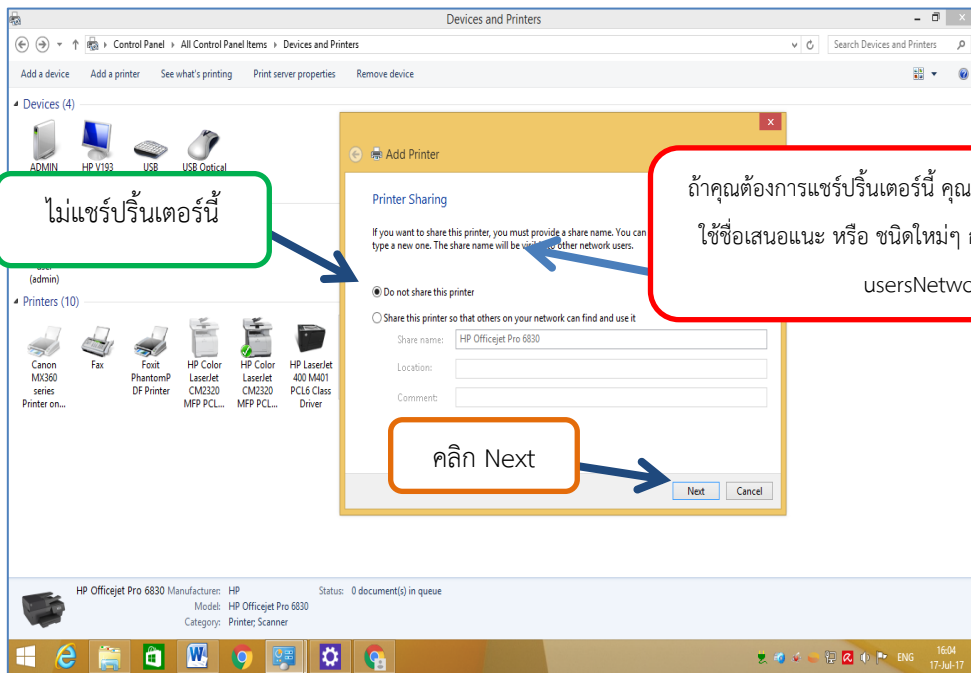 Devices and Printers
Control Panel
All Control Panel Items
Devices and Printers
Search Devices and Printers
Add a device
Add a printer
See what's printing
Print server properties
Remove device
Devices (4)
ADMIN
HP V193
USB
USB Optical
ไม่แชร์ปริ้นเตอร์นี้
(admin)
Printers (10)
Canon
MX360
series
Printer on...
Fax
Foxit
PhantomP
DF Printer
HP Color
LaserJet
CM2320
MFP PCL...
HP Color
LaserJet
CM2320
MFP PCL...
HP LaserJet
400 M401
PCL6 Class
Driver
x
Add Printer
Printer Sharing
If you want to share this printer, you must provide a share name. You can
type a new one. The share name will be visible to other network users.
ถ้าคุณต้องการแชร์ปริ้นเตอร์นี้ คุณ
ใช้ชื่อเสนอแนะ หรือ ชนิดใหม่ๆ
usersNetwo
Do not share this printer
Share this printer so that others on your network can find and use it
Share name:
HP Officejet Pro 6830
Location:
Comment:
คลิก Next
Next
Cancel
HP Officejet Pro 6830
Manufacturer: HP
Model: HP Officejet Pro 6830
Category: Printer; Scanner
Status: 0 document(s) in queue
ENG
16:04
17-Jul-17